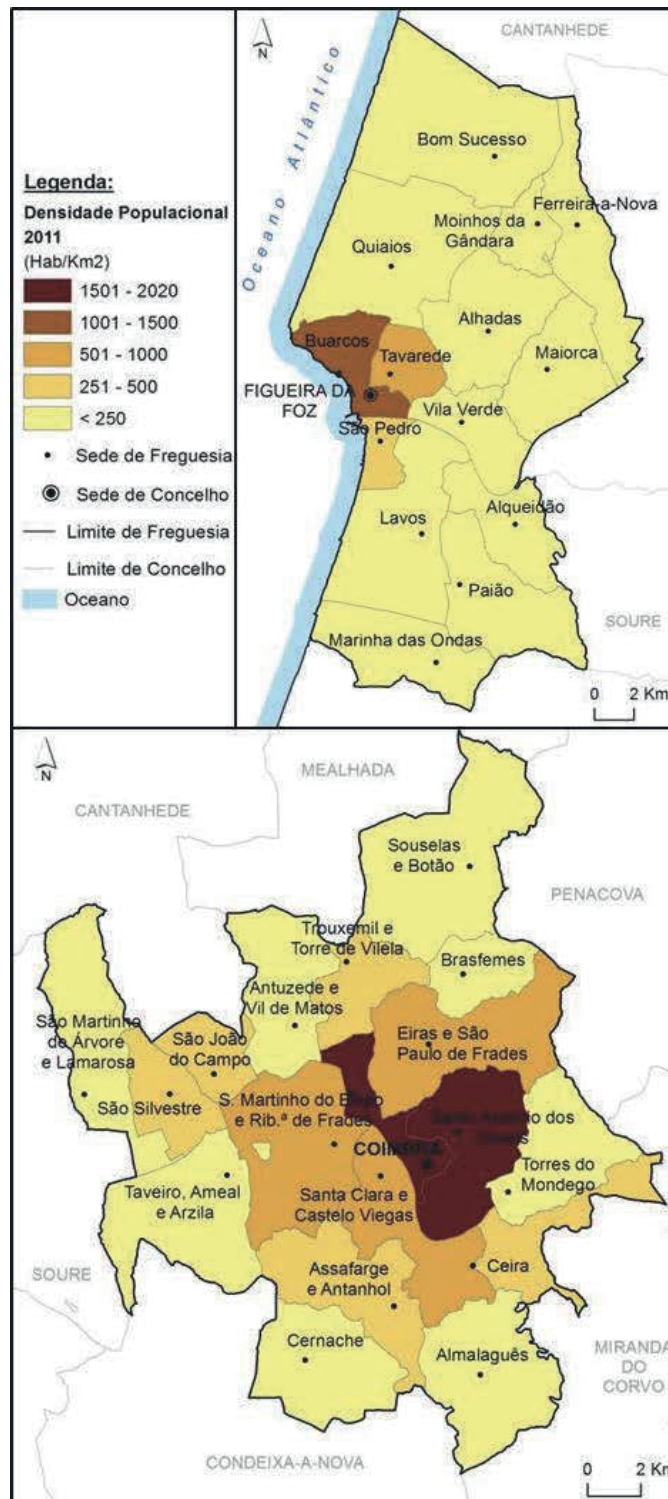 CANTANHEDE
N
Oceano Atlântico
Bom Sucesso
Ferreira-a-Nova
Moinhos da
Gândara
Quiaios
Alhadas
Maiorca
Buarcos
Tavarede
FIGUEIRA DA
FOZ
Vila Verde
São Pedro
Lavos
Alqueidão
Paião
SOURE
Marinha das Ondas
0 2 Km
Legenda:
Densidade Populacional
2011
(Hab/Km2)
1501 - 2020
1001 - 1500
501 - 1000
251 - 500
< 250
Sede de Freguesia
Sede de Concelho
Limite de Freguesia
Limite de Concelho
Oceano
N
MEALHADA
CANTANHEDE
Souselas
e Botão
PENACOVA
Trouxemil e
Torre de Vilela
Brasfemes
Antuzede e
Vil de Matos
São Martinho
de Árvore
e Lamarosa
São João
do Campo
Eiras e São
Paulo de Frades
São Silvestre
S. Martinho do Bispo
e Rib.ª de Frades
dos
COIMBRA
Torres do
Mondego
Taveiro, Ameal
e Arzila
Santa Clara e
Castelo Viegas
SOURE
Assafarge
e Antanhol
Ceira
Cernache
Almalaguês
MIRANDA
DO
CORVO
CONDEIXA-A-NOVA
0 2 Km